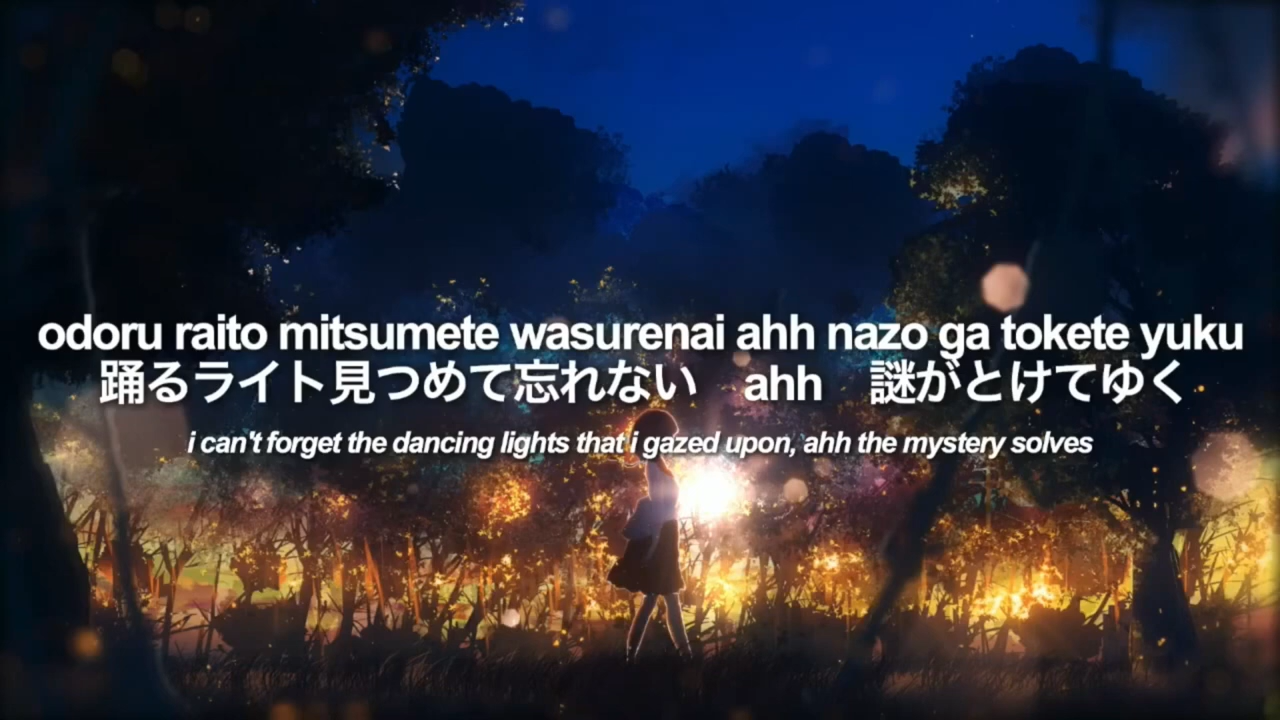 odoru raito mitsumete wasurenai ahh nazo ga tokete yuku
踊るライト見つめて忘れない　ahh　謎がとけてゆく
i can't forget the dancing lights that i gazed upon, ahh the mystery solves